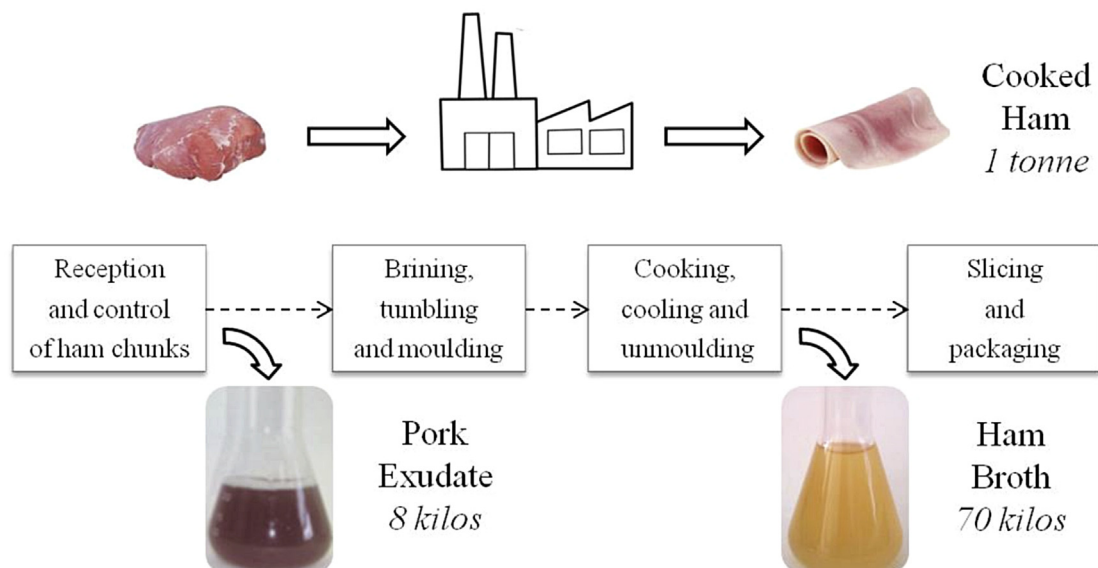 Cooked
Ham
1 tonne
Reception
and control
of ham chunks
Brining,
tumbling
and moulding
Cooking,
cooling and
unmoulding
Slicing
and
packaging
Pork
Exudate
8 kilos
Ham
Broth
70 kilos